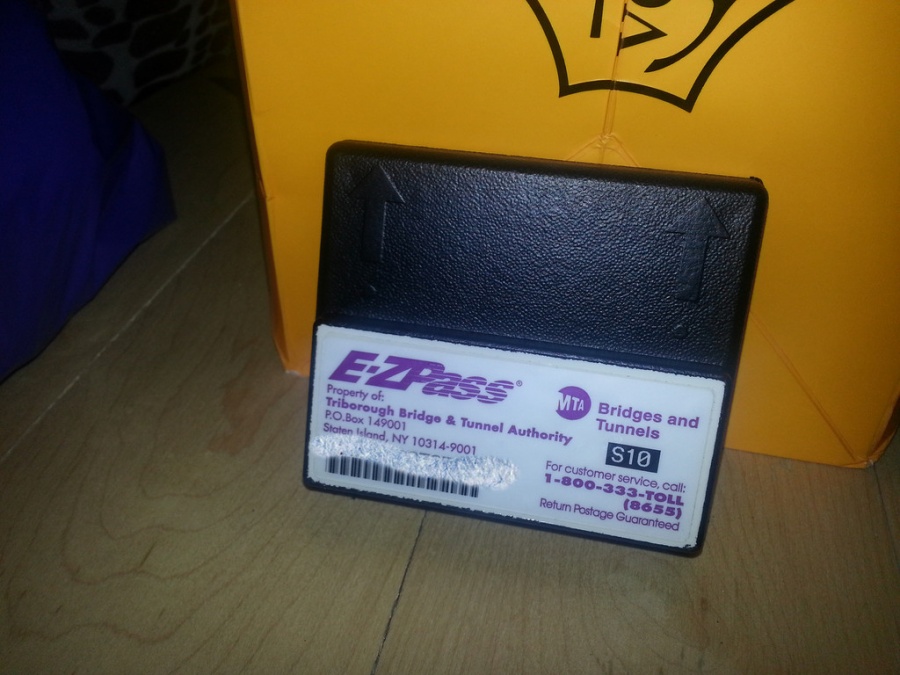 E-ZPass®
Property of:
Triborough Bridge & Tunnel Authority
P.O.Box 149001
Staten Island, NY 10314-9001
MTA
Bridges and
Tunnels
S10
For customer service, call:
1-800-333-TOLL
(8655)
Return Postage Guaranteed